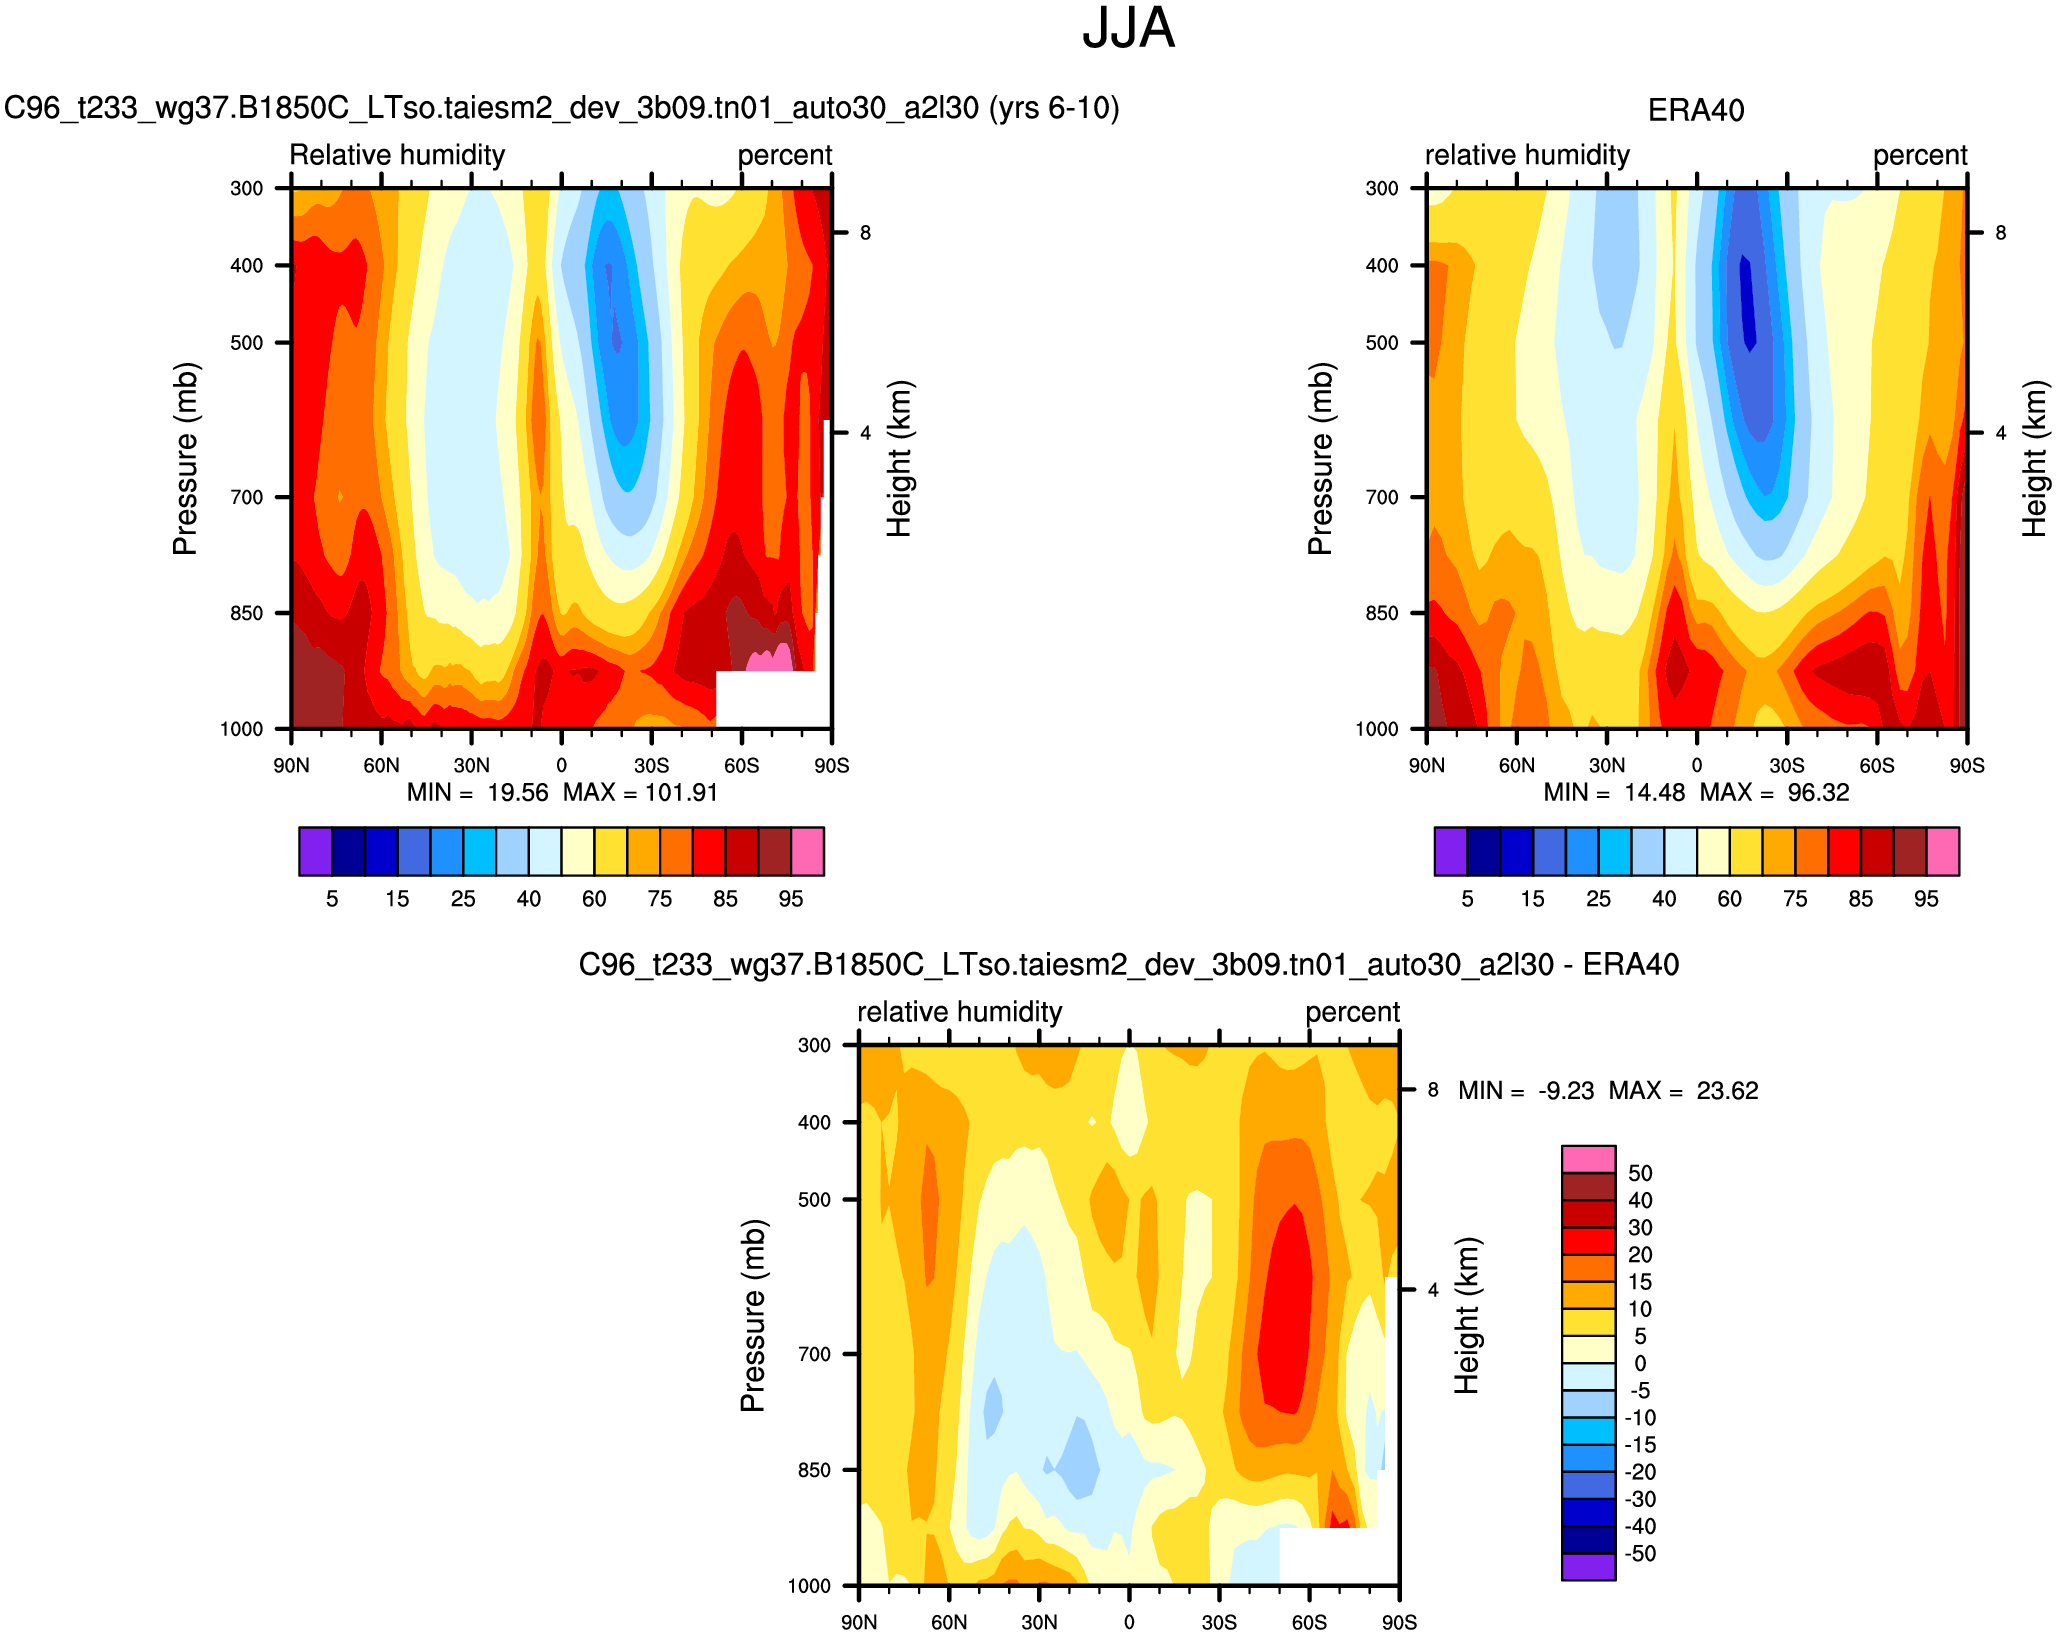 JJA
C96_t233_wg37.B1850C_LTso.taiesm2_dev_3b09.tn01_auto30_a2l30 (yrs 6-10)
Relative humidity percent
300
400
500
700
850
1000
Pressure (mb)
8
4
Height (km)
90N 60N 30N 0 30S 60S 90S
MIN = 19.56 MAX = 101.91
5 15 25 40 60 75 85 95
ERA40
relative humidity percent
300
400
500
700
850
1000
Pressure (mb)
8
4
Height (km)
90N 60N 30N 0 30S 60S 90S
MIN = 14.48 MAX = 96.32
5 15 25 40 60 75 85 95
C96_t233_wg37.B1850C_LTso.taiesm2_dev_3b09.tn01_auto30_a2l30 - ERA40
relative humidity percent
300
400
500
700
850
1000
Pressure (mb)
8
4
Height (km)
90N 60N 30N 0 30S 60S 90S
MIN = -9.23 MAX = 23.62
50
40
30
20
15
10
5
0
-5
-10
-15
-20
-30
-40
-50